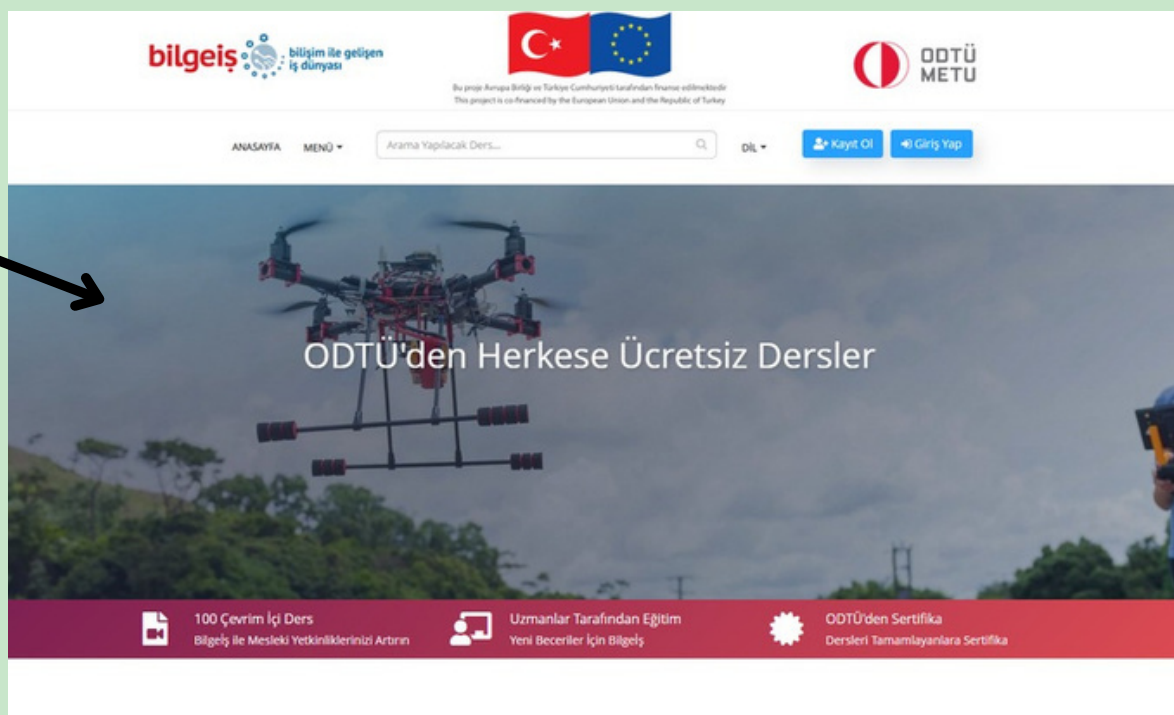 bilgeiş
bilişim ile gelişen
iş dünyası
Bu proje Avrupa Birliği ve Türkiye Cumhuriyeti tarafından finanse edilmektedir
This project is co-financed by the European Union and the Republic of Turkey
ODTÜ
METU
ANASAYFA MENÜ
Arama Yapılacak Ders...
DİL
Kayıt Ol
Giriş Yap
ODTÜ'den Herkese Ücretsiz Dersler
100 Çevrim İçi Ders
Bilgeİş ile Mesleki Yetkinliklerinizi Artırın
Uzmanlar Tarafından Eğitim
Yeni Beceriler İçin Bilgeİş
ODTÜ'den Sertifika
Dersleri Tamamlayanlara Sertifika